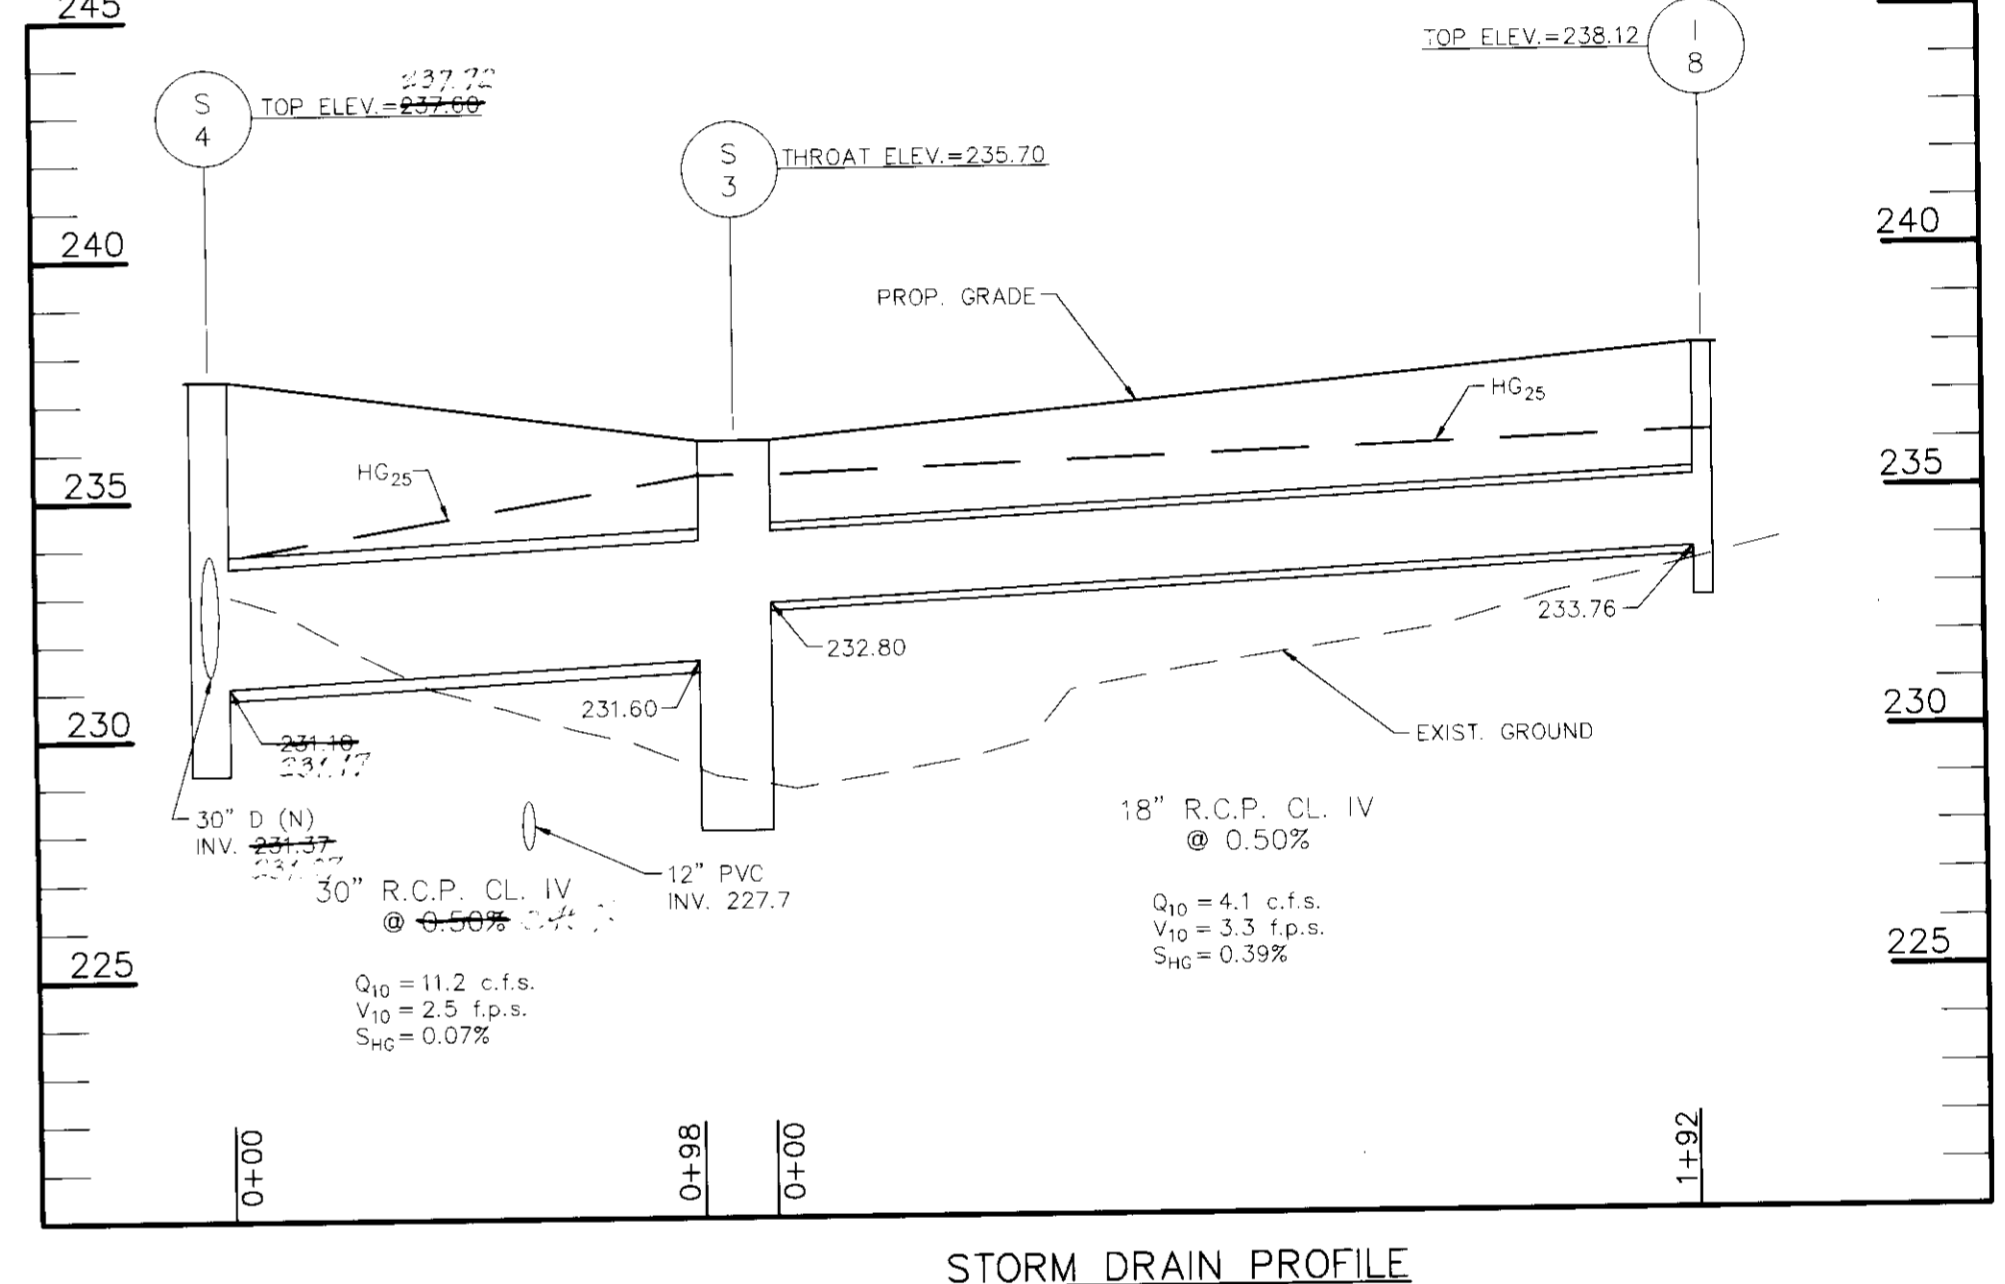 245
TOP ELEV.=238.12
I
8
S
4
237.72
TOP ELEV.=237.60
S
3
THROAT ELEV.=235.70
240
240
PROP. GRADE
HG25
HG25
235
235
233.76
232.80
231.60
230
230
EXIST. GROUND
231.10
231.17
30" D (N)
INV. 231.37
12" PVC
INV. 227.7
30" R.C.P. CL. IV
@ 0.50%
18" R.C.P. CL. IV
@ 0.50%
Q10 = 4.1 c.f.s.
V10 = 3.3 f.p.s.
SHG = 0.39%
225
225
Q10 = 11.2 c.f.s.
V10 = 2.5 f.p.s.
SHG = 0.07%
0+00
0+98
0+00
1+92
STORM DRAIN PROFILE